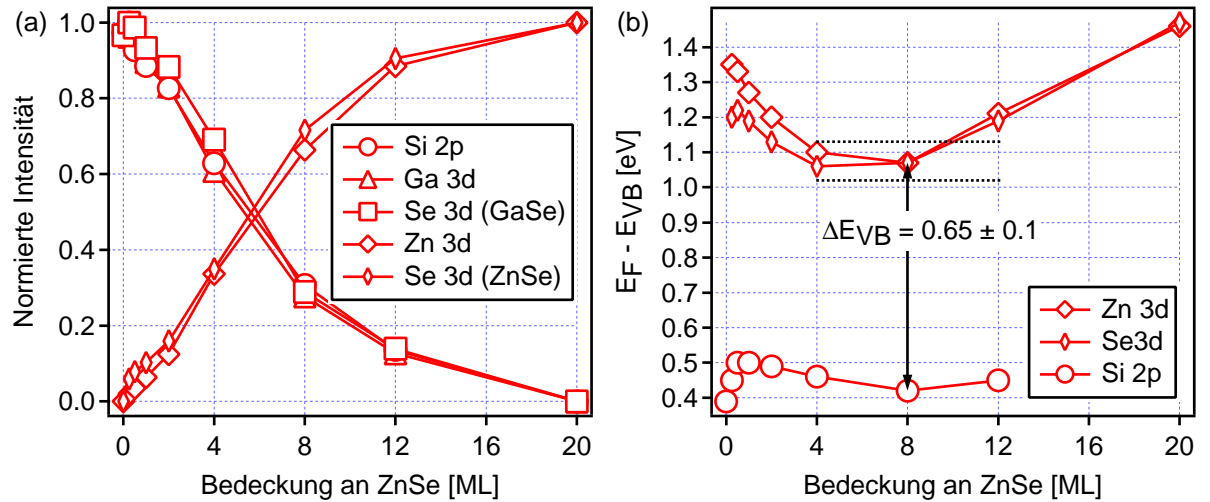 (a)
1.0
0.8
0.6
0.4
0.2
0.0
Normierte Intensität
Si 2p
Ga 3d
Se 3d (GaSe)
Zn 3d
Se 3d (ZnSe)
0 4 8 12 16 20
Bedeckung an ZnSe [ML]
(b)
1.4
1.3
1.2
1.1
1.0
0.9
0.8
0.7
0.6
0.5
0.4
EF - EVB [eV]
ΔEVB = 0.65 ± 0.1
Zn 3d
Se3d
Si 2p
0 4 8 12 16 20
Bedeckung an ZnSe [ML]